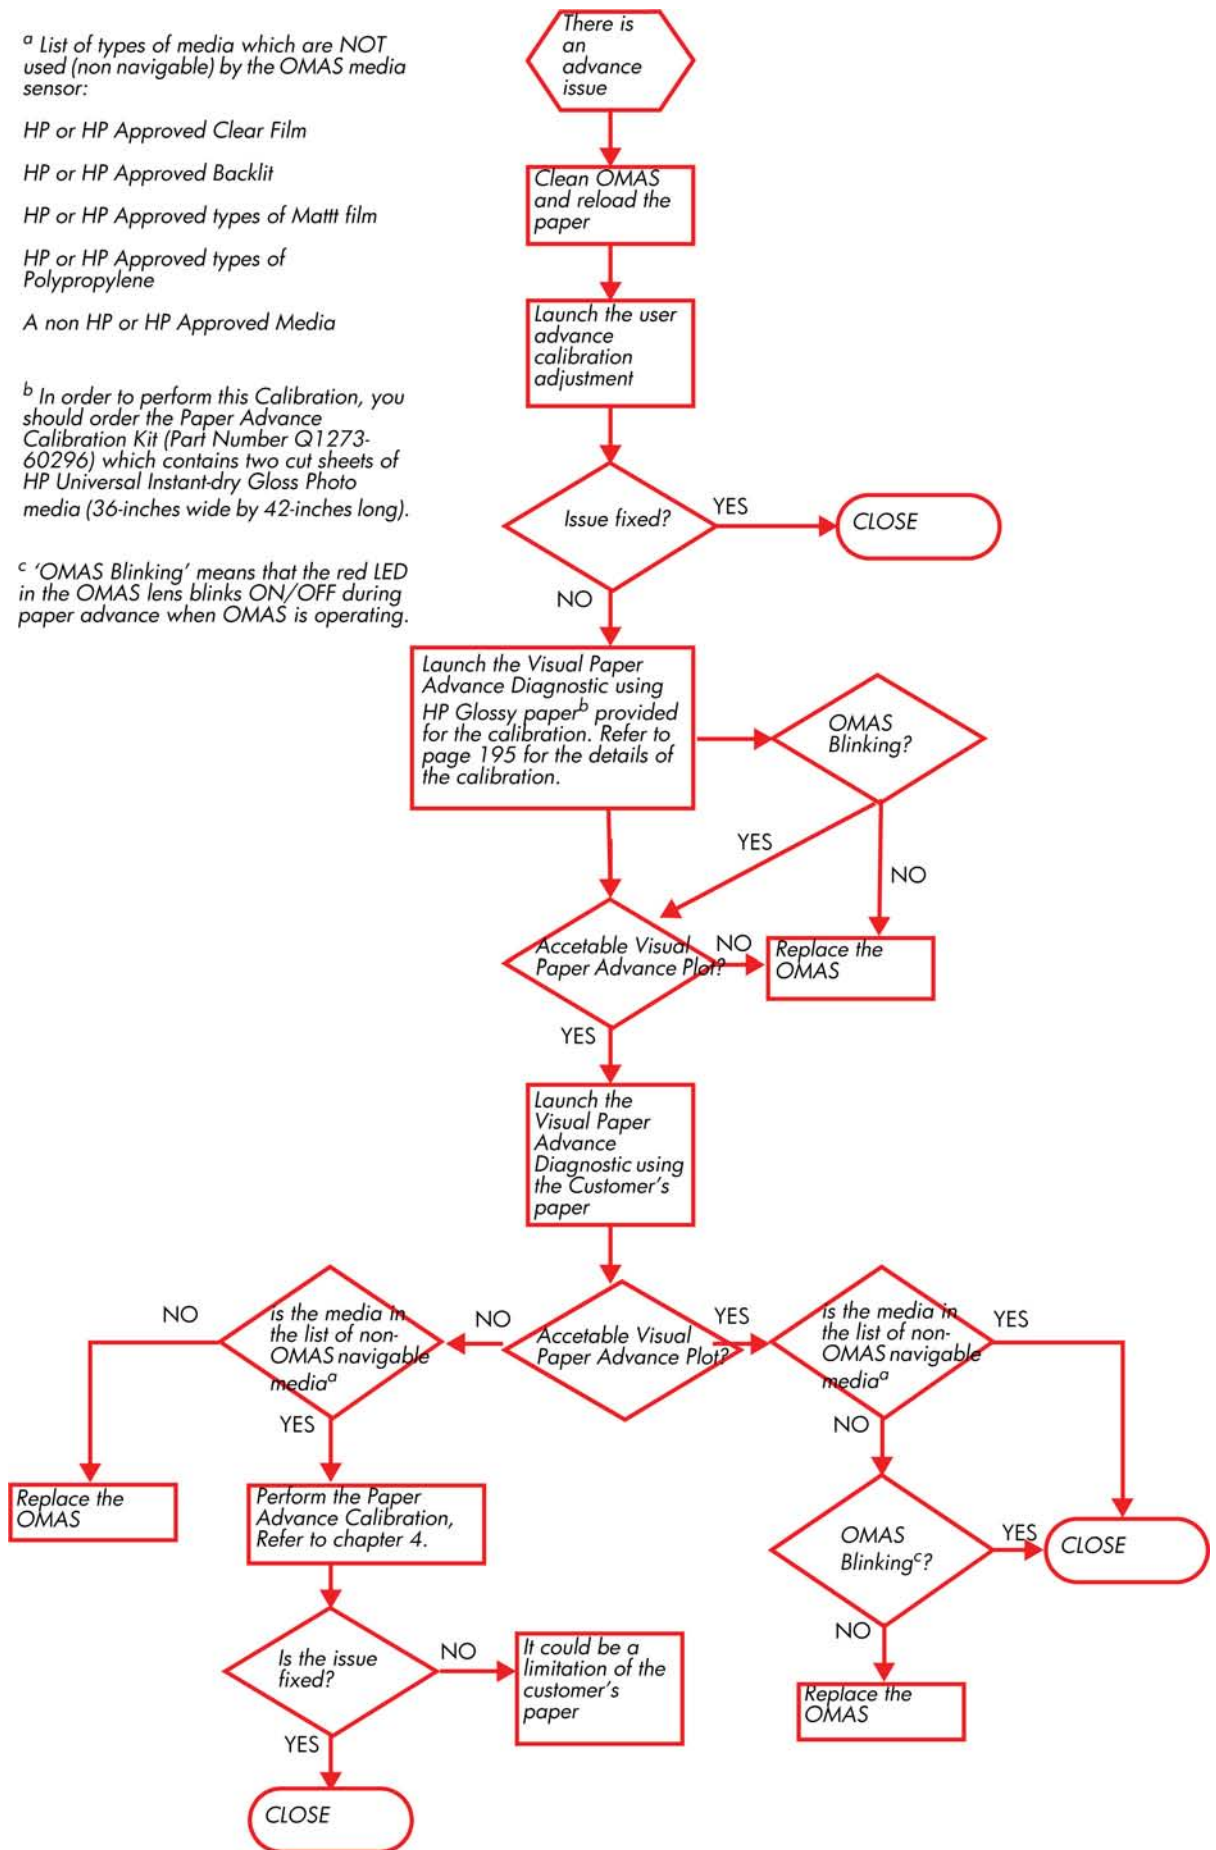 a List of types of media which are NOT
used (non navigable) by the OMAS media
sensor:
HP or HP Approved Clear Film
HP or HP Approved Backlit
HP or HP Approved types of Mattt film
HP or HP Approved types of
Polypropylene
A non HP or HP Approved Media
b In order to perform this Calibration, you
should order the Paper Advance
Calibration Kit (Part Number Q1273-
60296) which contains two cut sheets of
HP Universal Instant-dry Gloss Photo
media (36-inches wide by 42-inches long).
c 'OMAS Blinking' means that the red LED
in the OMAS lens blinks ON/OFF during
paper advance when OMAS is operating.
There is
an
advance
issue
Clean OMAS
and reload the
paper
Launch the user
advance
calibration
adjustment
Issue fixed?
YES
CLOSE
NO
Launch the Visual Paper
Advance Diagnostic using
HP Glossy paperb provided
for the calibration. Refer to
page 195 for the details of
the calibration.
OMAS
Blinking?
YES
NO
Accetable Visual
Paper Advance Plot?
NO
Replace the
OMAS
YES
Launch the
Visual Paper
Advance
Diagnostic using
the Customer's
paper
Accetable Visual
Paper Advance Plot?
NO
YES
is the media in
the list of non-
OMAS navigable
mediaa
NO
YES
Replace the
OMAS
Perform the Paper
Advance Calibration,
Refer to chapter 4.
Is the issue
fixed?
NO
It could be a
limitation of the
customer's
paper
YES
CLOSE
is the media in
the list of non-
OMAS navigable
mediaa
YES
NO
OMAS
Blinkingc?
YES
CLOSE
NO
Replace the
OMAS